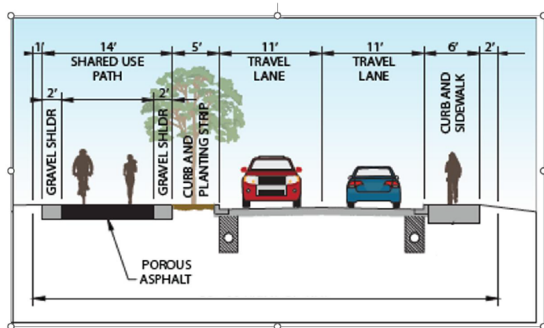 1' 14' 5' 11' 11' 6' 2'
SHARED USE
PATH
TRAVEL
LANE
TRAVEL
LANE
2' 2'
GRAVEL SHLDR
GRAVEL SHLDR
CURB AND
PLANTING STRIP
CURB AND
SIDEWALK
POROUS
ASPHALT